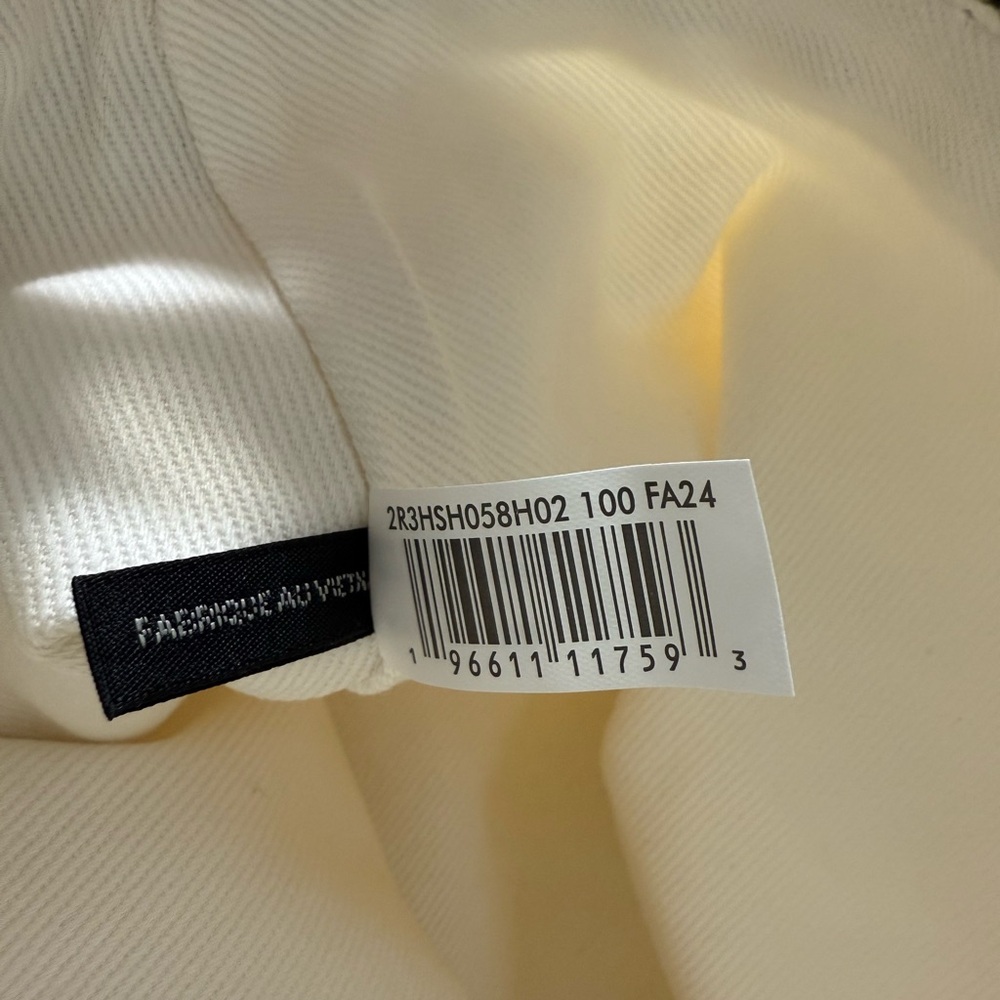 2R3HSH058H02 100 FA24
1 96611 11759 3
FABRIQUE AU